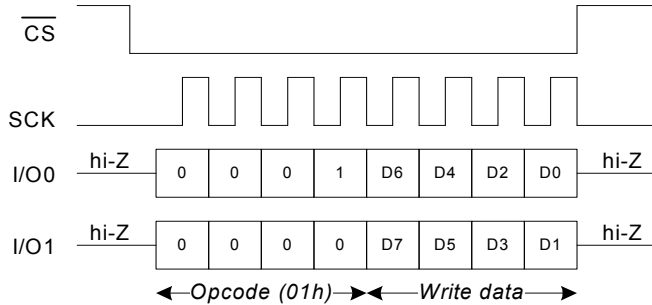 CS
SCK
I/O0 hi-Z 0 0 0 1 D6 D4 D2 D0 hi-Z
I/O1 hi-Z 0 0 0 0 D7 D5 D3 D1 hi-Z
Opcode (01h) Write data